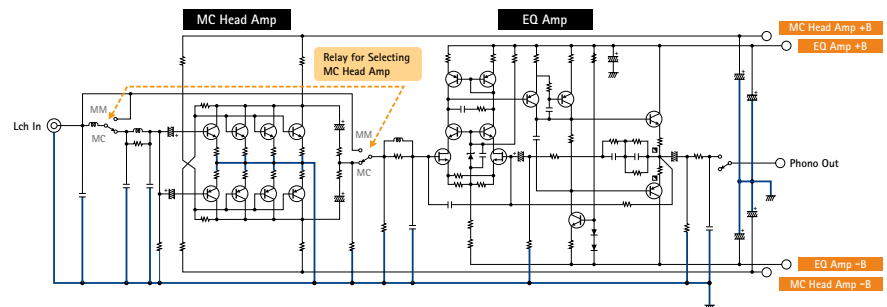 MC Head Amp
EQ Amp
MC Head Amp +B
EQ Amp +B
Relay for Selecting
MC Head Amp
MM
MC
Lch In
MM
MC
Phono Out
EQ Amp -B
MC Head Amp -B